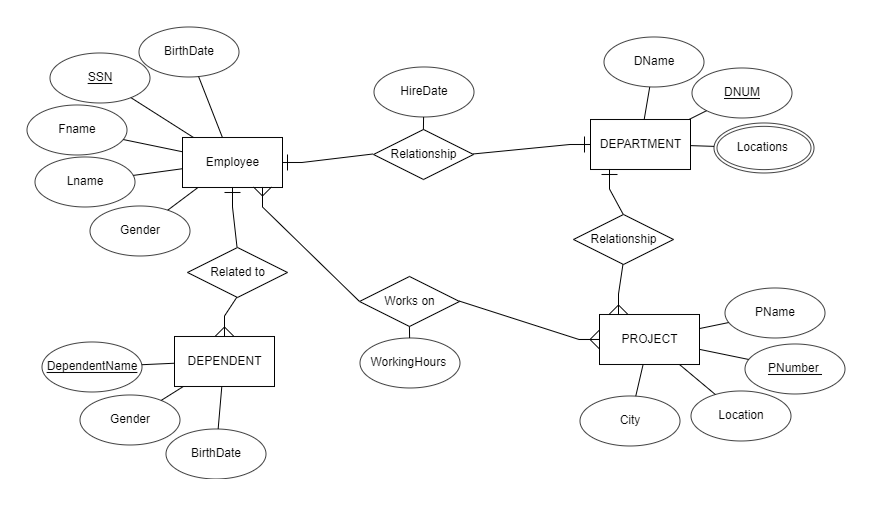 BirthDate
SSN
DName
HireDate
DNUM
Fname
Employee
Relationship
DEPARTMENT
Locations
Lname
Gender
Relationship
Related to
Works on
PName
PROJECT
DEPENDENT
WorkingHours
DependentName
PNumber
Gender
City
Location
BirthDate